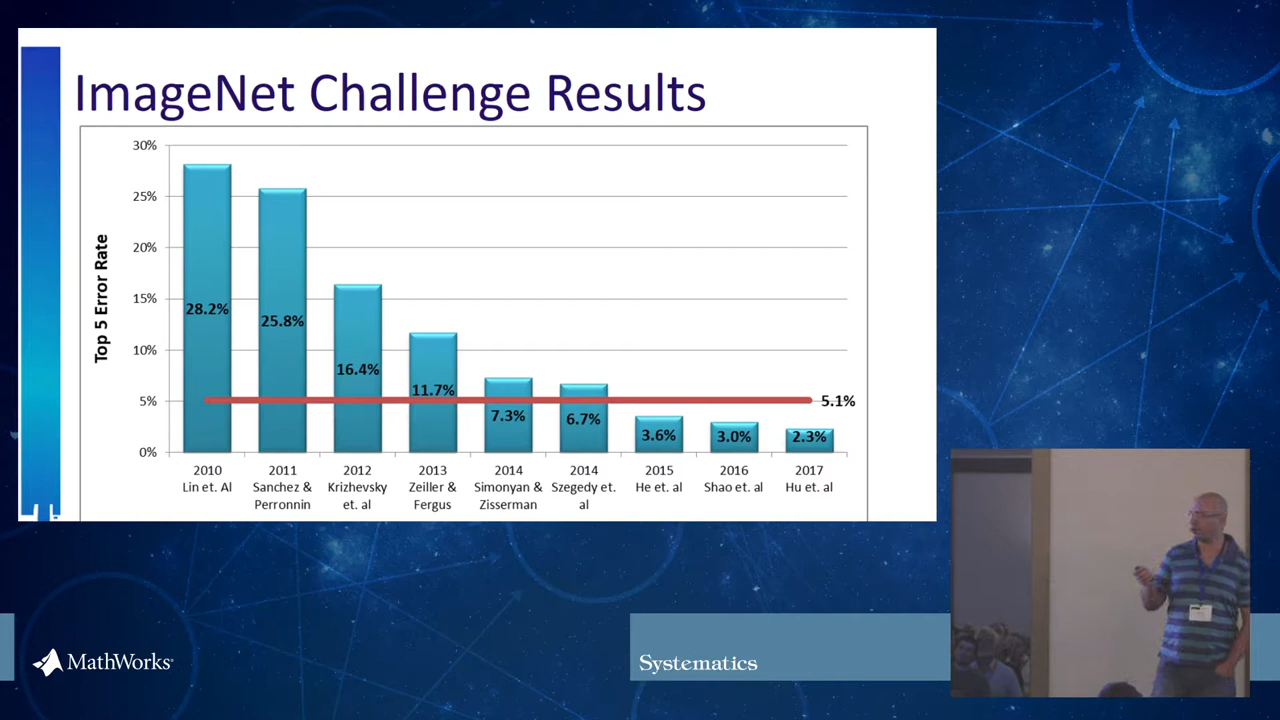 ImageNet Challenge Results
Top 5 Error Rate
30%
25%
20%
15%
10%
5%
0%
28.2%
25.8%
16.4%
11.7%
7.3%
6.7%
3.6%
3.0%
2.3%
5.1%
2010
Lin et. Al
2011
Sanchez &
Perronnin
2012
Krizhevsky
et. al
2013
Zeiller &
Fergus
2014
Simonyan &
Zisserman
2014
Szegedy et.
al
2015
He et. al
2016
Shao et. al
2017
Hu et. al
MathWorks®
Systematics